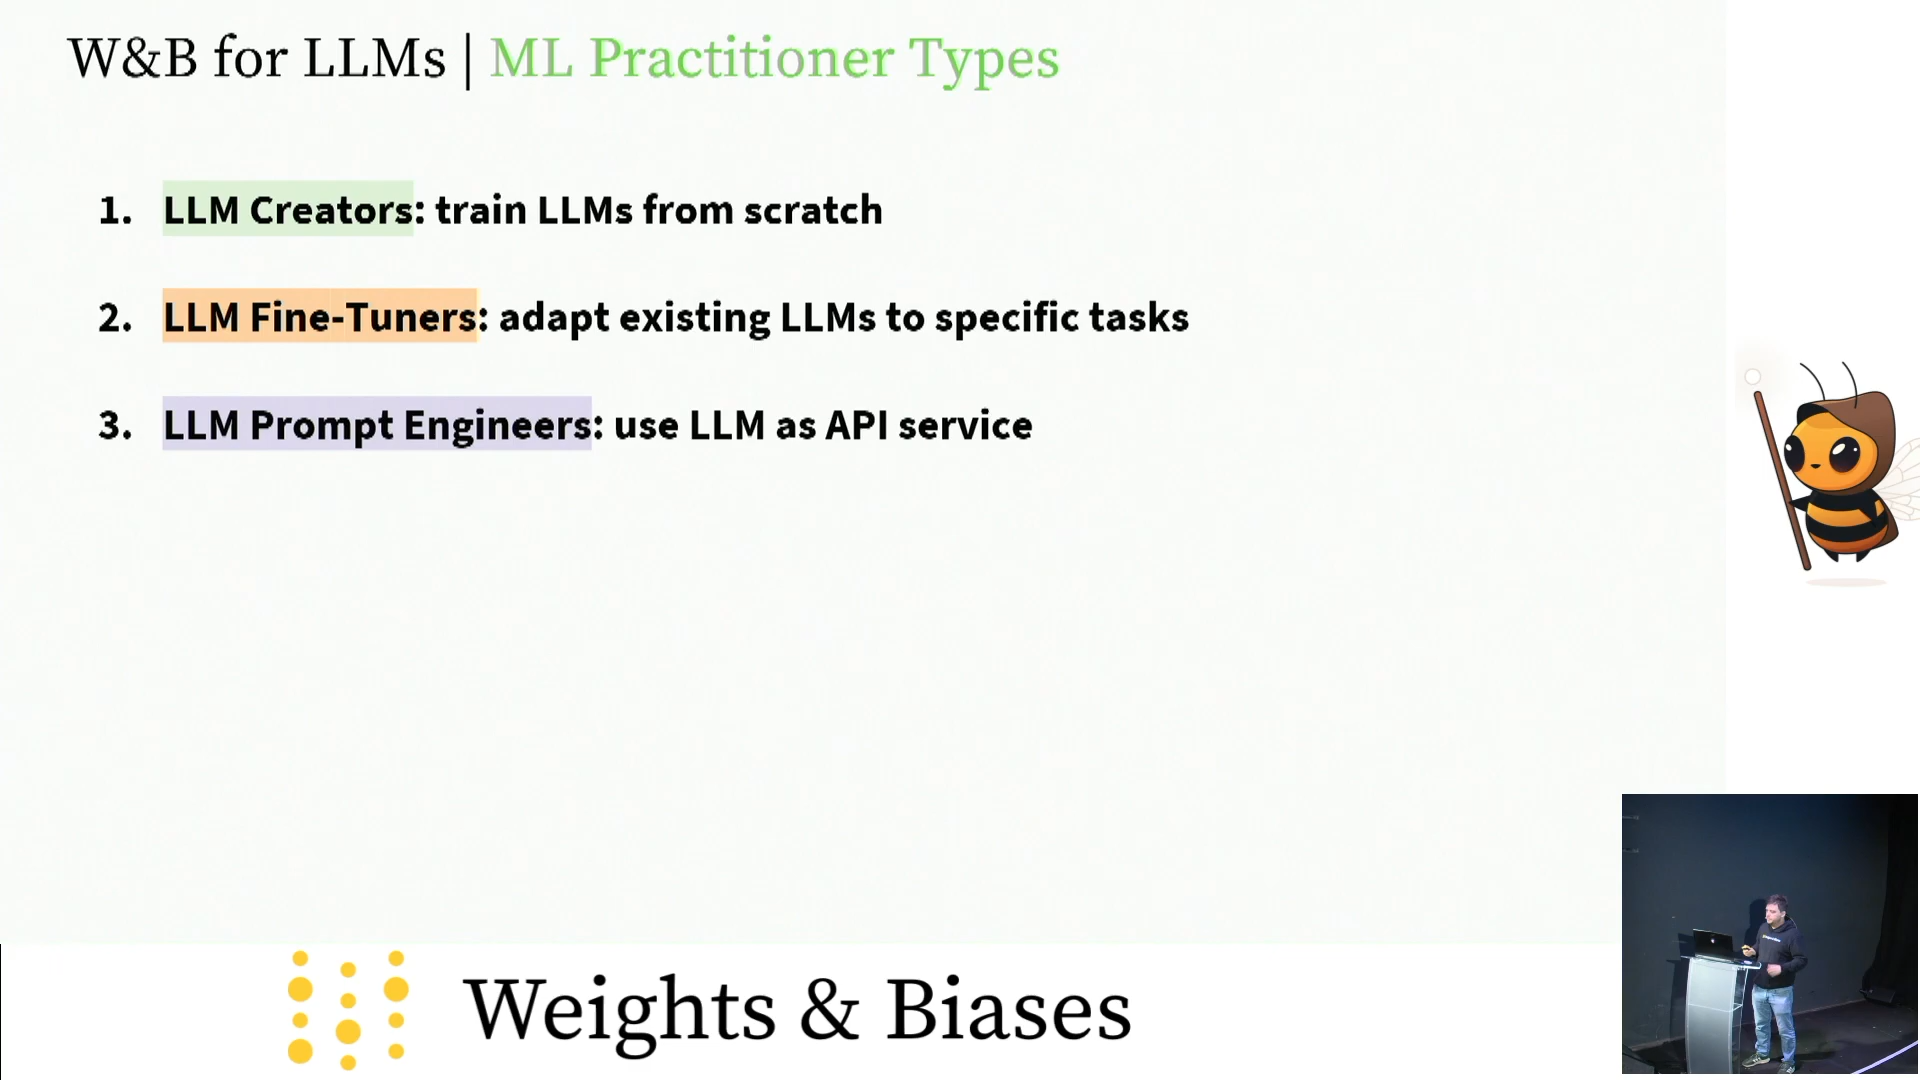 W&B for LLMs | ML Practitioner Types
1. LLM Creators: train LLMs from scratch
2. LLM Fine-Tuners: adapt existing LLMs to specific tasks
3. LLM Prompt Engineers: use LLM as API service
Weights & Biases